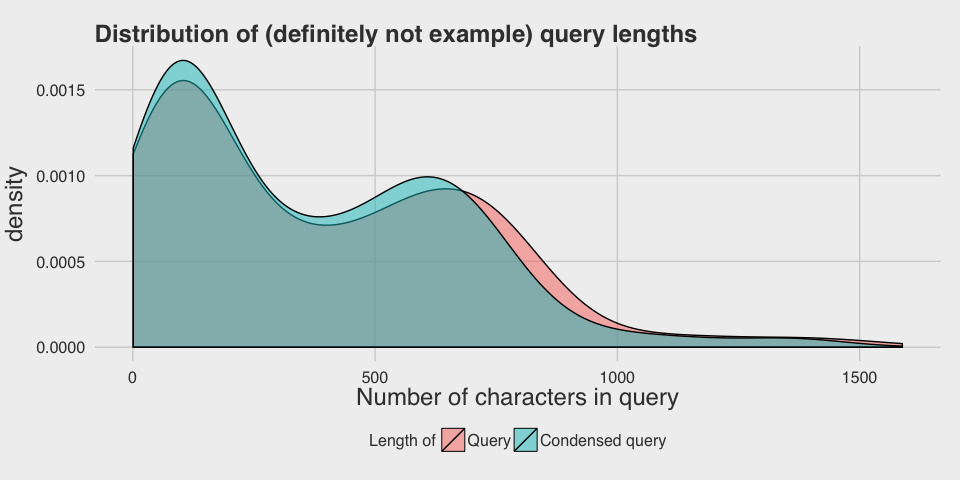 Distribution of (definitely not example) query lengths
density
0.0015
0.0010
0.0005
0.0000
0 500 1000 1500
Number of characters in query
Length of Query Condensed query